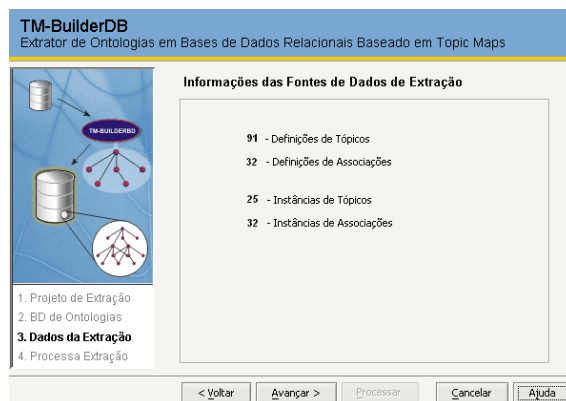 TM-BuilderDB
Extrator de Ontologias em Bases de Dados Relacionais Baseado em Topic Maps
Informações das Fontes de Dados de Extração
TM-BUILDERBD
91 - Definições de Tópicos
32 - Definições de Associações
25 - Instâncias de Tópicos
32 - Instâncias de Associações
1. Projeto de Extração
2. BD de Ontologias
3. Dados da Extração
4. Processa Extração
< Voltar Avançar > Processar Cancelar Ajuda